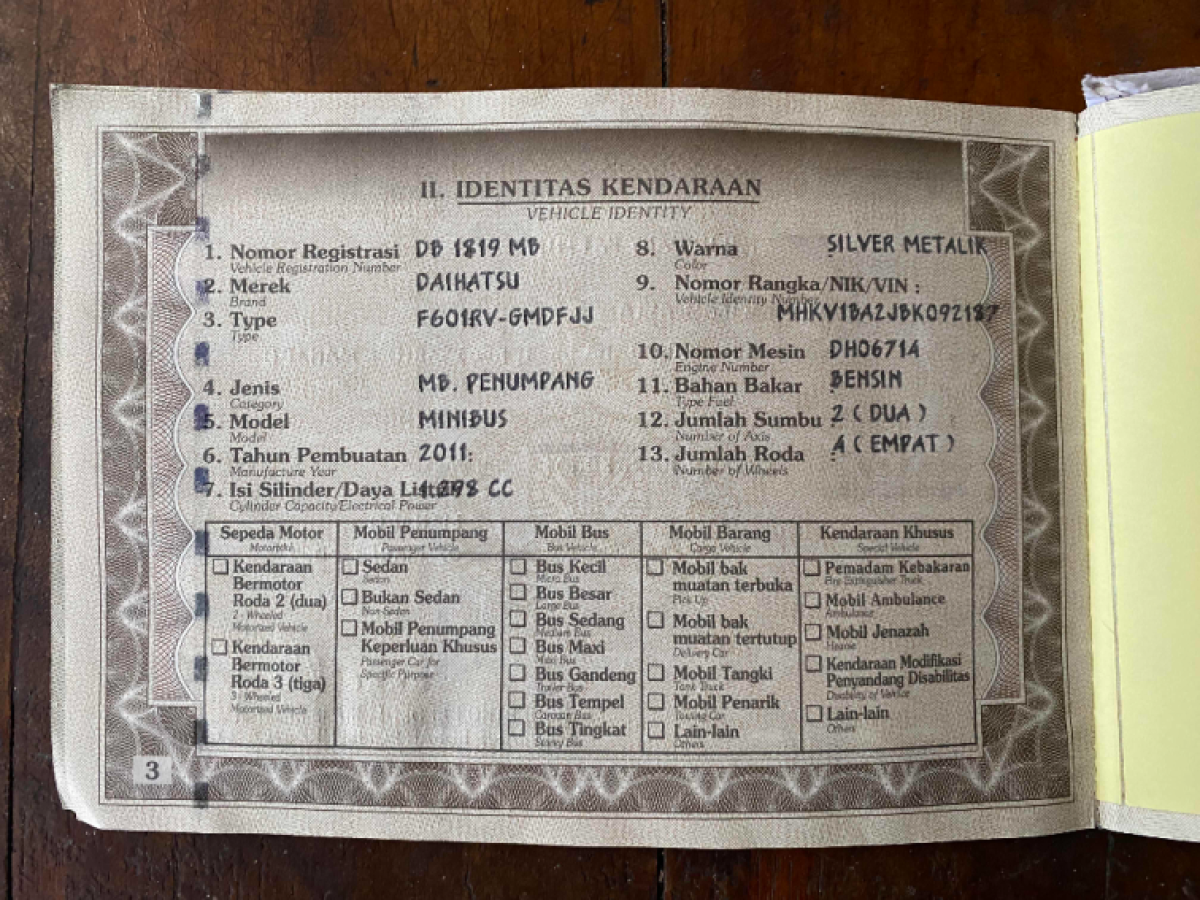 II. IDENTITAS KENDARAAN
VEHICLE IDENTITY
1. Nomor Registrasi DB 1819 MB
Vehicle Registration Number
2. Merek DAIHATSU
Brand
3. Type F601RV-GMDFJJ
Type
4. Jenis MB. PENUMPANG
Category
5. Model MINIBUS
Model
6. Tahun Pembuatan 2011:
Manufacture Year
7. Isi Silinder/Daya Listrik 1.298 CC
Cylinder Capacity/Electrical Power
8. Warna SILVER METALIK
Color
9. Nomor Rangka/NIK/VIN :
Vehicle Identity Number
MHKV1BA2JBK092187
10. Nomor Mesin DH06714
Engine Number
11. Bahan Bakar BENSIN
Type Fuel
12. Jumlah Sumbu 2 ( DUA )
Number of Axis
13. Jumlah Roda 4 ( EMPAT )
Number of Wheels
Sepeda Motor
Motorbike
Kendaraan
Bermotor
Roda 2 (dua)
2 - Wheeled
Motorized Vehicle
Kendaraan
Bermotor
Roda 3 (tiga)
3 - Wheeled
Motorized Vehicle
Mobil Penumpang
Passenger Vehicle
Sedan
Sedan
Bukan Sedan
Non-Sedan
Mobil Penumpang
Keperluan Khusus
Passenger Car for
Specific Purpose
Mobil Bus
Bus Vehicle
Bus Kecil
Micro Bus
Bus Besar
Large Bus
Bus Sedang
Medium Bus
Bus Maxi
Maxi Bus
Bus Gandeng
Trailer Bus
Bus Tempel
Caravan Bus
Bus Tingkat
Bus
Mobil Barang
Cargo Vehicle
Mobil bak
muatan terbuka
Pick Up
Mobil bak
muatan tertutup
Delivery Car
Mobil Tangki
Tank Truck
Mobil Penarik
Towing Car
Lain-lain
Others
Kendaraan Khusus
Special Vehicle
Pemadam Kebakaran
Fire Extinguisher Truck
Mobil Ambulance
Ambulance
Mobil Jenazah
Hearse
Kendaraan Modifikasi
Penyandang Disabilitas
Disability of Vehicle
Lain-lain
Others
3